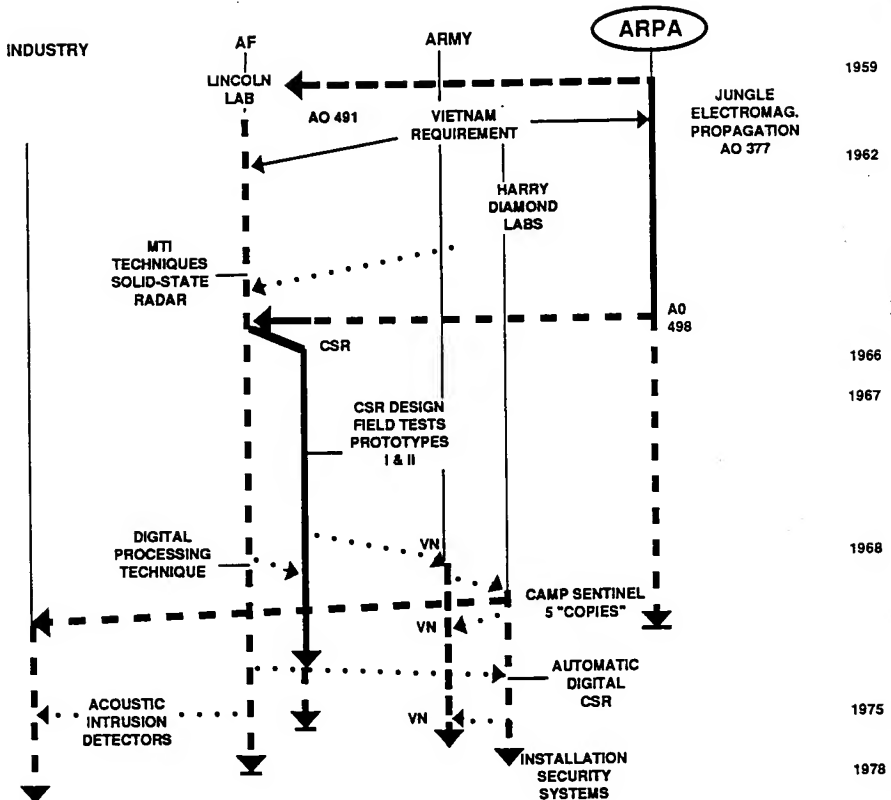 INDUSTRY
AF
ARMY
ARPA
1959
LINCOLN
LAB
AO 491
VIETNAM
REQUIREMENT
JUNGLE
ELECTROMAG.
PROPAGATION
AO 377
1962
HARRY
DIAMOND
LABS
MTI
TECHNIQUES
SOLID-STATE
RADAR
A0
498
CSR
1966
1967
CSR DESIGN
FIELD TESTS
PROTOTYPES
I & II
DIGITAL
PROCESSING
TECHNIQUE
VN
1968
CAMP SENTINEL
5 "COPIES"
VN
AUTOMATIC
DIGITAL
CSR
ACOUSTIC
INTRUSION
DETECTORS
VN
1975
INSTALLATION
SECURITY
SYSTEMS
1978